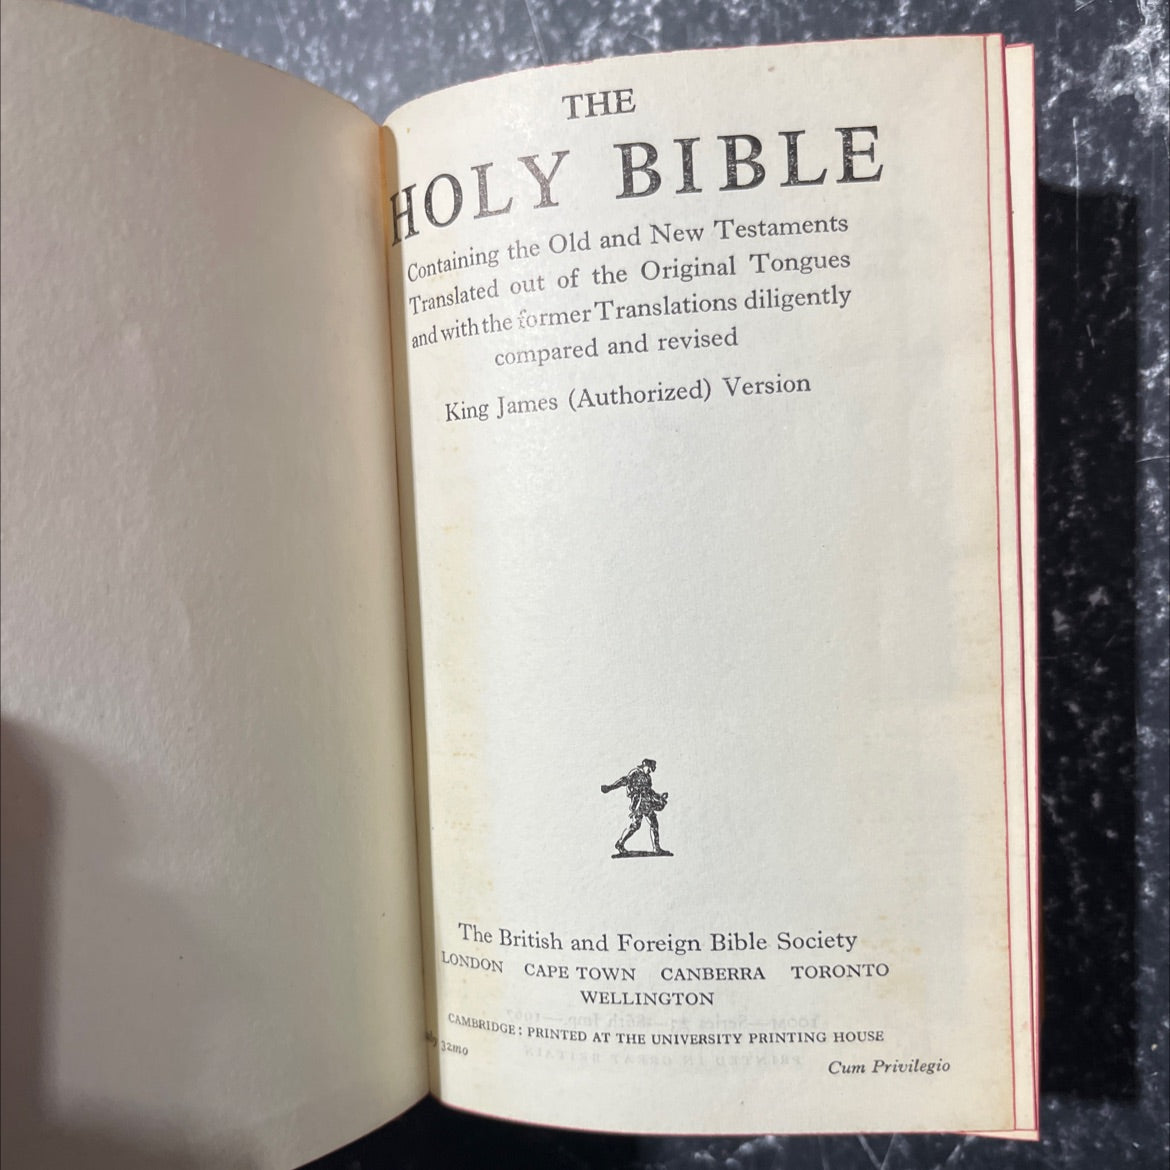 THE
HOLY BIBLE
Containing the Old and New Testaments
Translated out of the Original Tongues
and with the former Translations diligently
compared and revised
King James (Authorized) Version
The British and Foreign Bible Society
LONDON CAPE TOWN CANBERRA TORONTO
WELLINGTON
CAMBRIDGE: PRINTED AT THE UNIVERSITY PRINTING HOUSE
32mo
Cum Privilegio